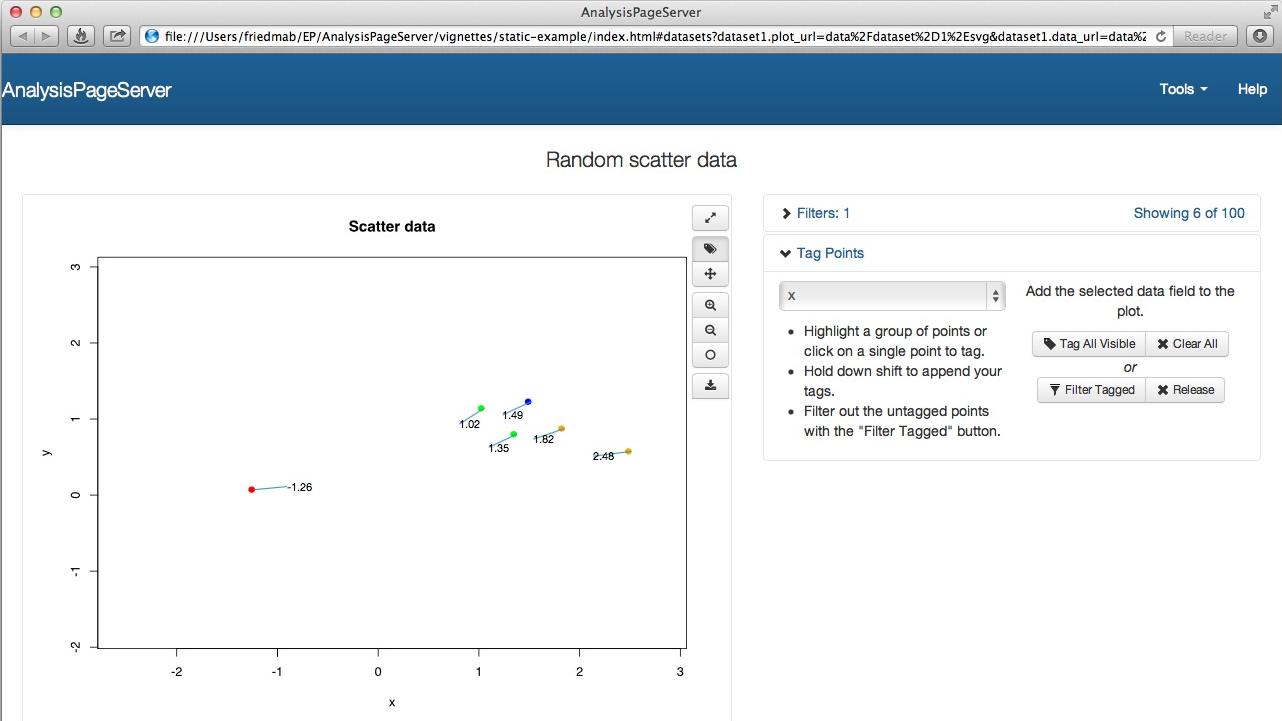 AnalysisPageServer
file:///Users/friedmab/EP/AnalysisPageServer/vignettes/static-example/index.html#datasets?dataset1.plot_url=data%2Fdataset%2D1%2Esvg&dataset1.data_url=data%2
Reader
AnalysisPageServer
Tools
Help
Random scatter data
Scatter data
3
2
1
0
-1
-2
y
1.02
1.49
1.35
1.82
2.48
-1.26
-2
-1
0
1
2
3
x
Filters: 1
Showing 6 of 100
Tag Points
x
• Highlight a group of points or
click on a single point to tag.
• Hold down shift to append your
tags.
• Filter out the untagged points
with the "Filter Tagged" button.
Add the selected data field to the
plot.
Tag All Visible
Clear All
or
Filter Tagged
Release